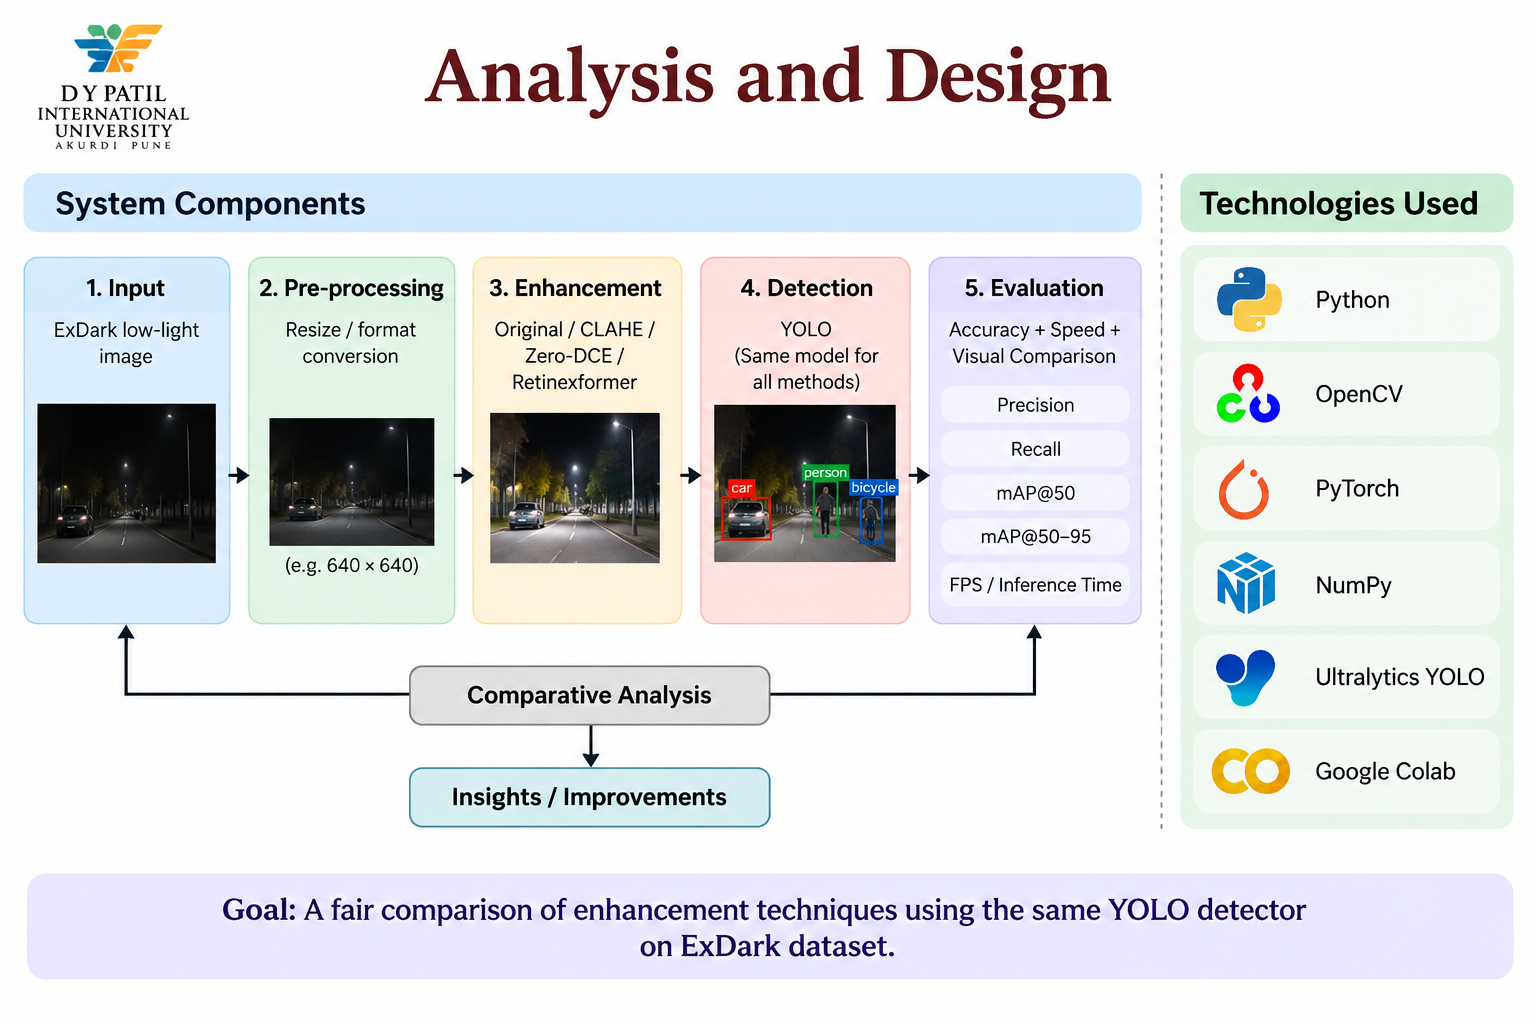 D Y PATIL
INTERNATIONAL
UNIVERSITY
AKURDI PUNE
Analysis and Design
System Components
1. Input
ExDark low-light
image
2. Pre-processing
Resize / format
conversion
(e.g. 640 × 640)
3. Enhancement
Original / CLAHE /
Zero-DCE /
Retinexformer
4. Detection
YOLO
(Same model for
all methods)
car
person
bicycle
5. Evaluation
Accuracy + Speed +
Visual Comparison
Precision
Recall
mAP@50
mAP@50–95
FPS / Inference Time
Comparative Analysis
Insights / Improvements
Technologies Used
Python
OpenCV
PyTorch
NumPy
Ultralytics YOLO
Google Colab
Goal: A fair comparison of enhancement techniques using the same YOLO detector
on ExDark dataset.